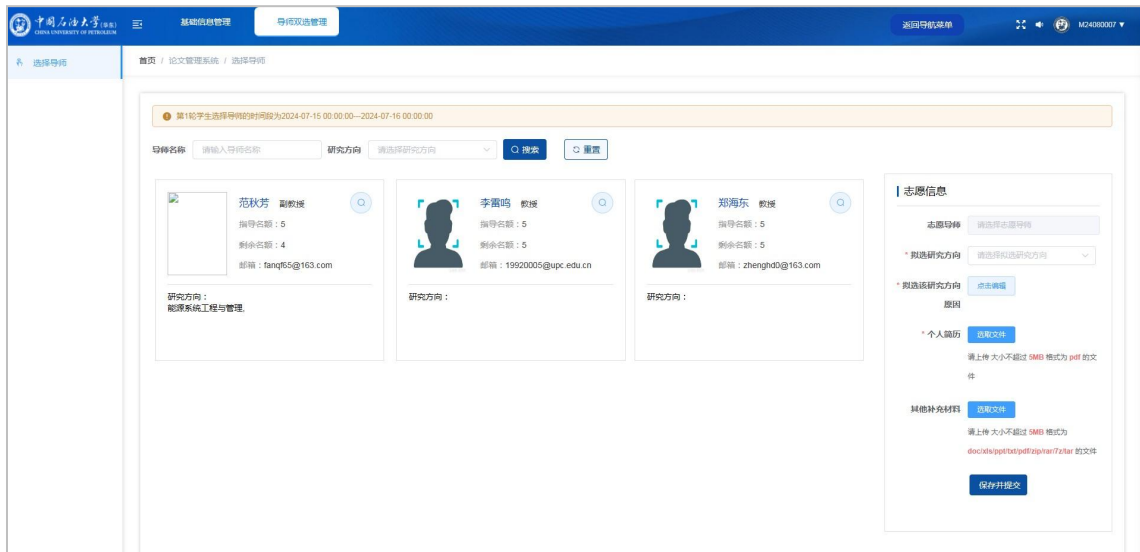 中国石油大学(华东)
CHINA UNIVERSITY OF PETROLEUM
基础信息管理
导师双选管理
返回导航菜单
M24080007
选择导师
首页 / 论文管理系统 / 选择导师
第1轮学生选择导师的时间段为2024-07-15 00:00:00---2024-07-16 00:00:00
导师名称 请输入导师名称 研究方向 请选择研究方向 搜索 重置
范秋芳 副教授
指导名额：5
剩余名额：4
邮箱：fanqf65@163.com
研究方向：
能源系统工程与管理,
李雷鸣 教授
指导名额：5
剩余名额：5
邮箱：19920005@upc.edu.cn
研究方向：
郑海东 教授
指导名额：5
剩余名额：5
邮箱：zhenghd0@163.com
研究方向：
志愿信息
志愿导师 请选择志愿导师
* 拟选研究方向 请选择拟选研究方向
* 拟选该研究方向 点击编辑
原因
* 个人简历 选取文件
请上传 大小不超过 5MB 格式为 pdf 的文
件
其他补充材料 选取文件
请上传 大小不超过 5MB 格式为
doc/xls/ppt/txt/pdf/zip/rar/7z/tar 的文件
保存并提交